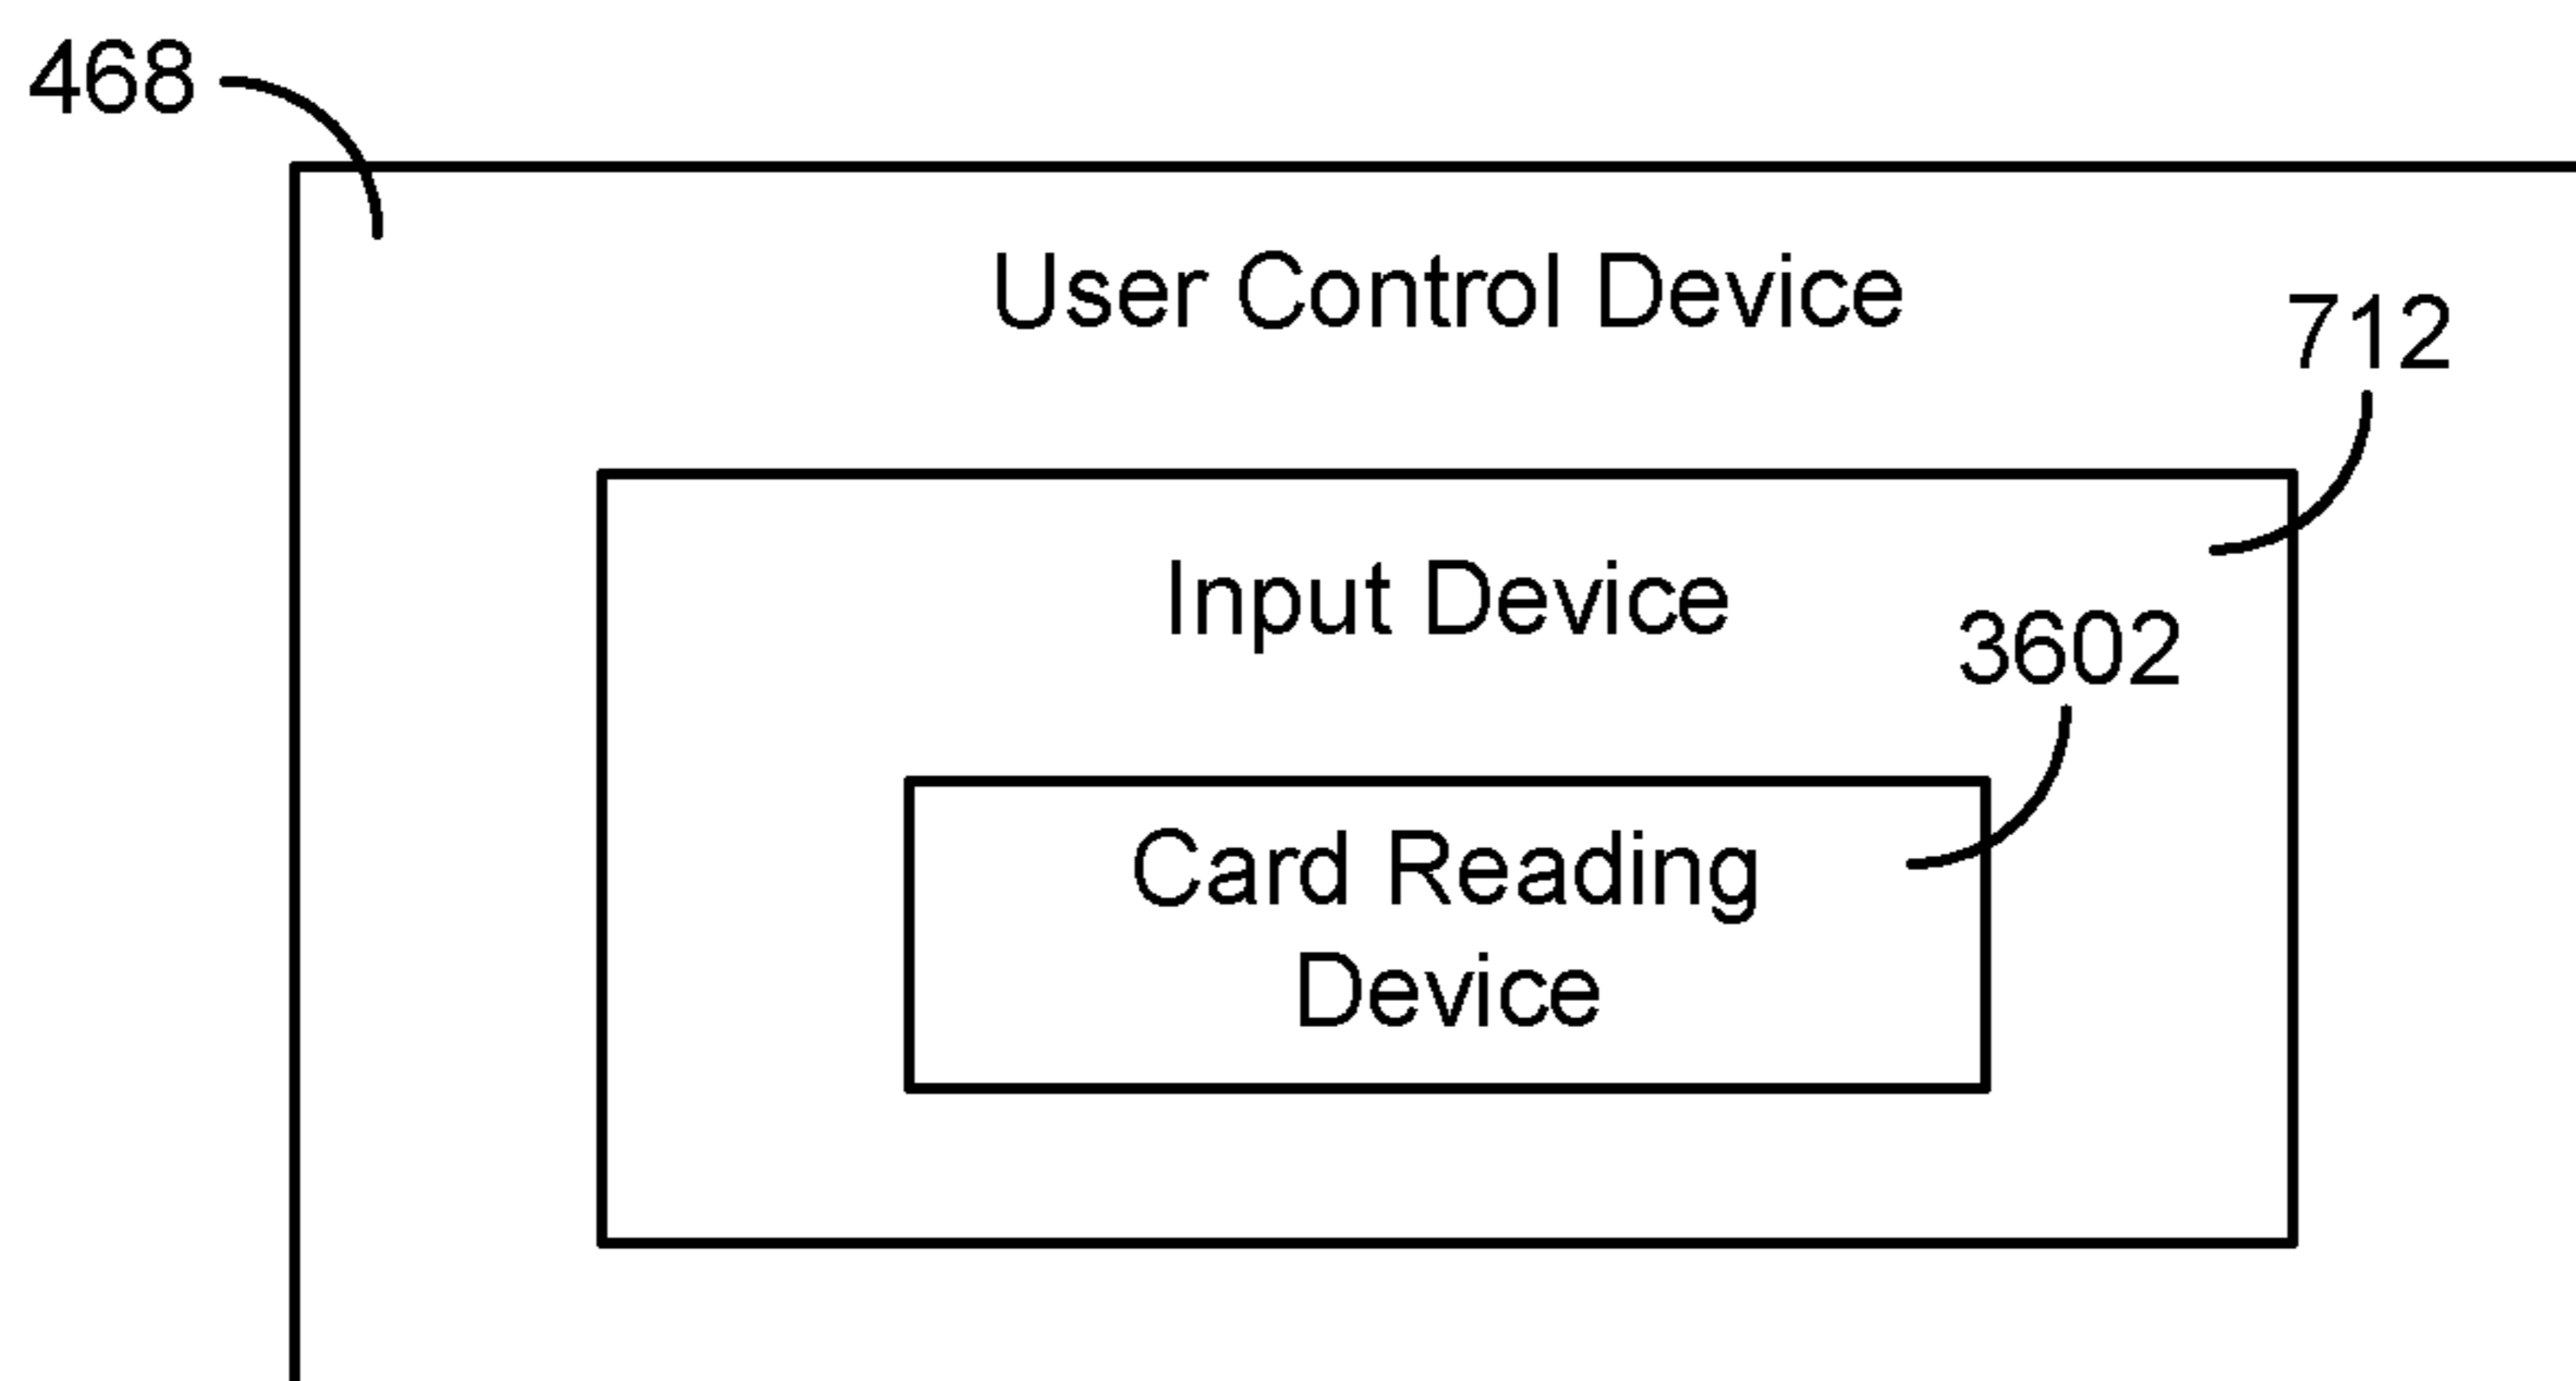 468
User Control Device
712
Input Device
3602
Card Reading
Device